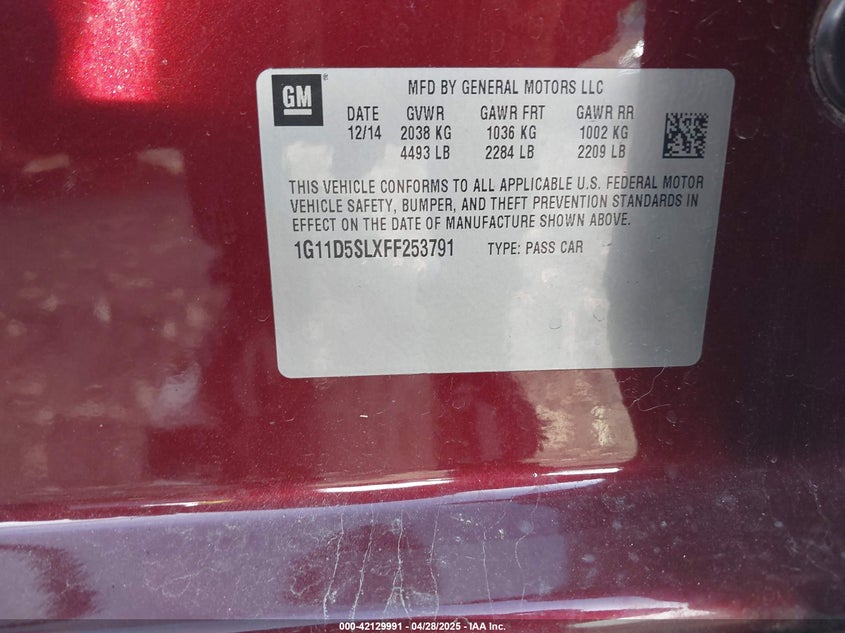 GM
MFD BY GENERAL MOTORS LLC
DATE GVWR GAWR FRT GAWR RR
12/14 2038 KG 1036 KG 1002 KG
4493 LB 2284 LB 2209 LB
THIS VEHICLE CONFORMS TO ALL APPLICABLE U.S. FEDERAL MOTOR
VEHICLE SAFETY, BUMPER, AND THEFT PREVENTION STANDARDS IN
EFFECT ON THE DATE OF MANUFACTURE SHOWN ABOVE.
1G11D5SLXFF253791 TYPE: PASS CAR
000-42129991 - 04/28/2025 - IAA Inc.